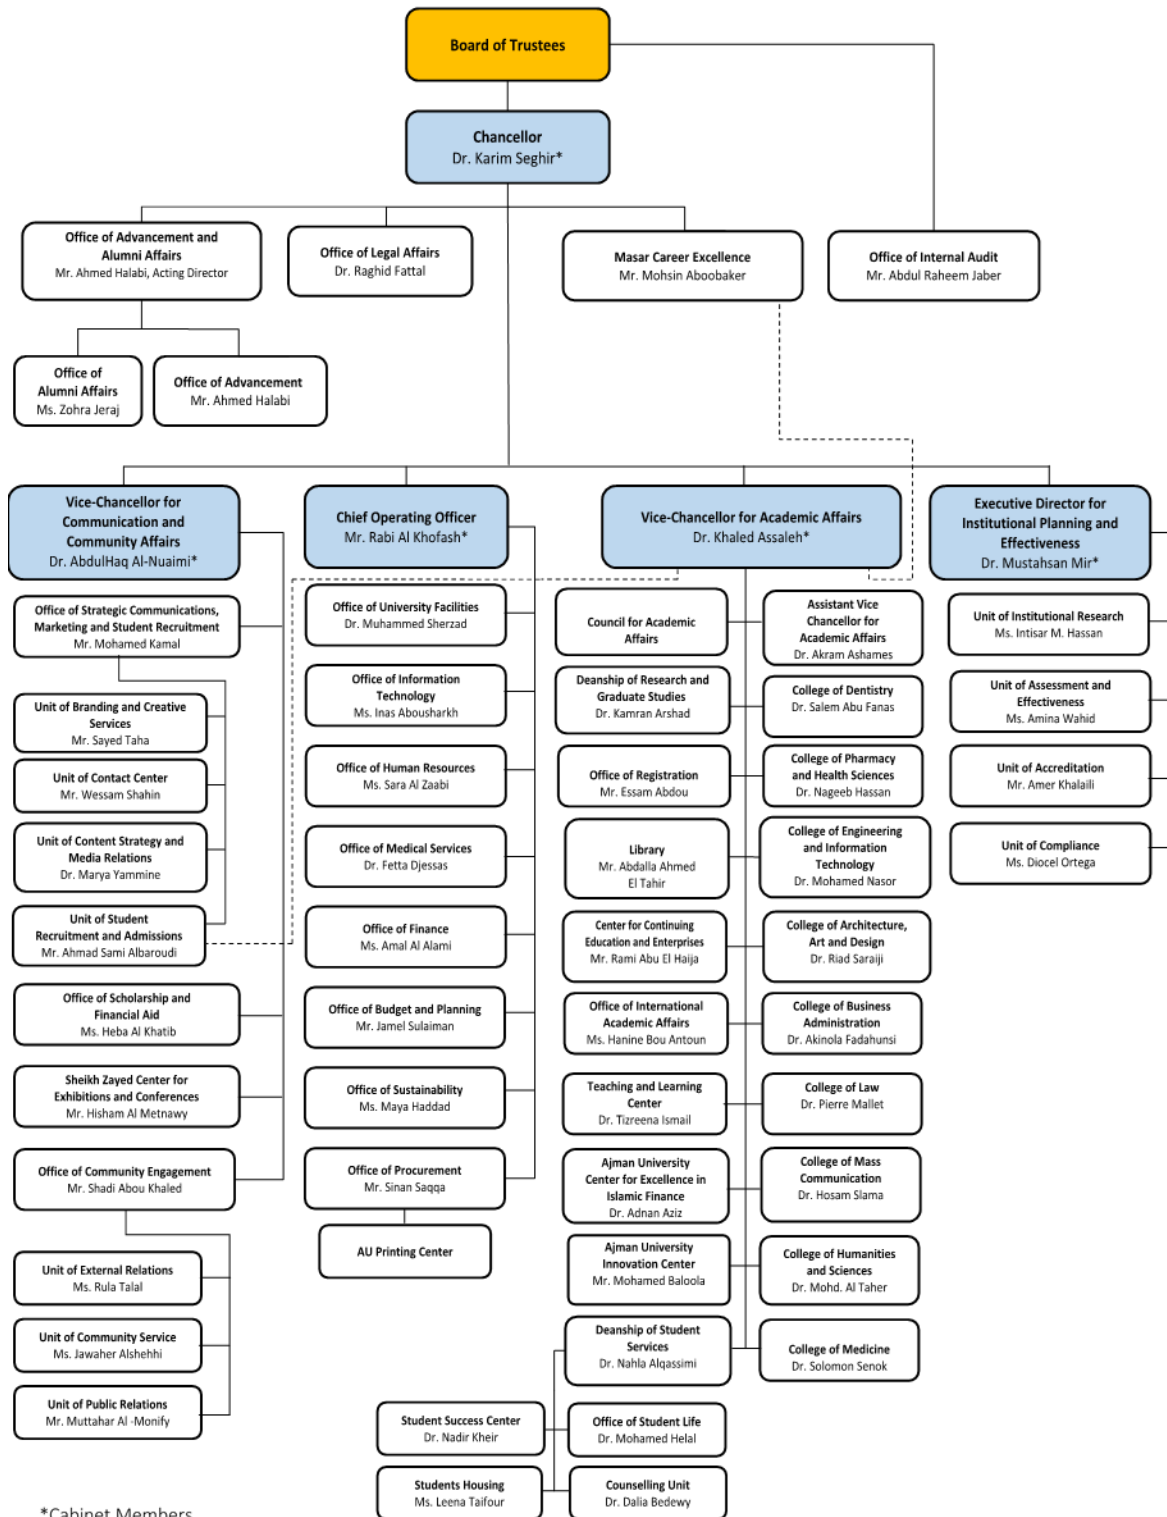 Board of Trustees
Chancellor
Dr. Karim Seghir*
Office of Advancement and
Alumni Affairs
Mr. Ahmed Halabi, Acting Director
Office of Legal Affairs
Dr. Raghid Fattal
Masar Career Excellence
Mr. Mohsin Aboobaker
Office of Internal Audit
Mr. Abdul Raheem Jaber
Office of
Alumni Affairs
Ms. Zohra Jeraj
Office of Advancement
Mr. Ahmed Halabi
Vice-Chancellor for
Communication and
Community Affairs
Dr. AbdulHaq Al-Nuaimi*
Chief Operating Officer
Mr. Rabi Al Khofash*
Vice-Chancellor for Academic Affairs
Dr. Khaled Assaleh*
Executive Director for
Institutional Planning and
Effectiveness
Dr. Mustahsan Mir*
Office of Strategic Communications,
Marketing and Student Recruitment
Mr. Mohamed Kamal
Unit of Branding and Creative
Services
Mr. Sayed Taha
Unit of Contact Center
Mr. Wessam Shahin
Unit of Content Strategy and
Media Relations
Dr. Marya Yammine
Unit of Student
Recruitment and Admissions
Mr. Ahmad Sami Albaroudi
Office of Scholarship and
Financial Aid
Ms. Heba Al Khatib
Sheikh Zayed Center for
Exhibitions and Conferences
Mr. Hisham Al Metnawy
Office of Community Engagement
Mr. Shadi Abou Khaled
Unit of External Relations
Ms. Rula Talal
Unit of Community Service
Ms. Jawaher Alshehhi
Unit of Public Relations
Mr. Muttahar Al -Monify
Office of University Facilities
Dr. Muhammed Sherzad
Office of Information
Technology
Ms. Inas Abousharkh
Office of Human Resources
Ms. Sara Al Zaabi
Office of Medical Services
Dr. Fetta Djessas
Office of Finance
Ms. Amal Al Alami
Office of Budget and Planning
Mr. Jamel Sulaiman
Office of Sustainability
Ms. Maya Haddad
Office of Procurement
Mr. Sinan Saqqa
AU Printing Center
Council for Academic
Affairs
Deanship of Research and
Graduate Studies
Dr. Kamran Arshad
Office of Registration
Mr. Essam Abdou
Library
Mr. Abdalla Ahmed
El Tahir
Center for Continuing
Education and Enterprises
Mr. Rami Abu El Haija
Office of International
Academic Affairs
Ms. Hanine Bou Antoun
Teaching and Learning
Center
Dr. Tizreena Ismail
Ajman University
Center for Excellence in
Islamic Finance
Dr. Adnan Aziz
Ajman University
Innovation Center
Mr. Mohamed Baloola
Deanship of Student
Services
Dr. Nahla Alqassimi
Assistant Vice
Chancellor for
Academic Affairs
Dr. Akram Ashames
College of Dentistry
Dr. Salem Abu Fanas
College of Pharmacy
and Health Sciences
Dr. Nageeb Hassan
College of Engineering
and Information
Technology
Dr. Mohamed Nasor
College of Architecture,
Art and Design
Dr. Riad Saraiji
College of Business
Administration
Dr. Akinola Fadahunsi
College of Law
Dr. Pierre Mallet
College of Mass
Communication
Dr. Hosam Slama
College of Humanities
and Sciences
Dr. Mohd. Al Taher
College of Medicine
Dr. Solomon Senok
Student Success Center
Dr. Nadir Kheir
Office of Student Life
Dr. Mohamed Helal
Students Housing
Ms. Leena Taifour
Counselling Unit
Dr. Dalia Bedewy
Unit of Institutional Research
Ms. Intisar M. Hassan
Unit of Assessment and
Effectiveness
Ms. Amina Wahid
Unit of Accreditation
Mr. Amer Khalaili
Unit of Compliance
Ms. Diocel Ortega
*Cabinet Members